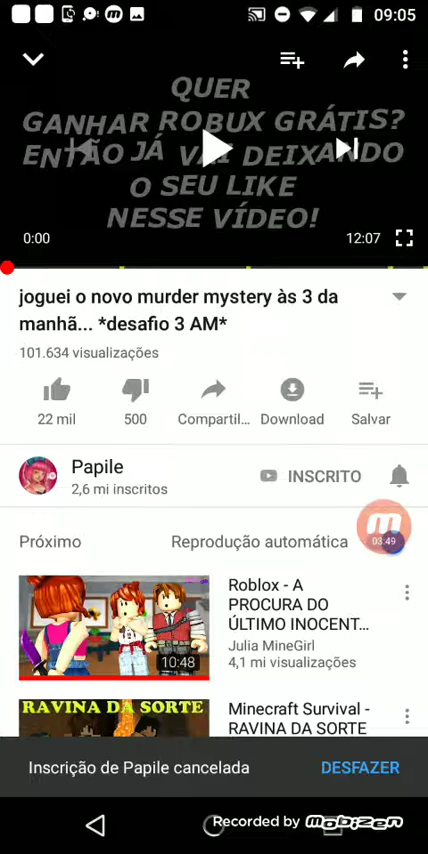 09:05
QUER
GANHAR ROBUX GRÁTIS?
ENTÃO JÁ VAI DEIXANDO
O SEU LIKE
NESSE VÍDEO!
0:00
12:07
joguei o novo murder mystery às 3 da
manhã... *desafio 3 AM*
101.634 visualizações
22 mil
500
Compartil...
Download
Salvar
Papile
2,6 mi inscritos
INSCRITO
03:49
Próximo
Reprodução automática
Roblox - A
PROCURA DO
ÚLTIMO INOCENT...
Julia MineGirl
4,1 mi visualizações
10:48
RAVINA DA SORTE
Minecraft Survival -
RAVINA DA SORTE
Inscrição de Papile cancelada
DESFAZER
Recorded by mobizen